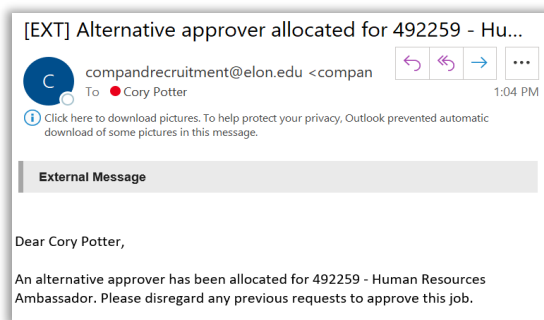 [EXT] Alternative approver allocated for 492259 - Hu...
C
compandrecruitment@elon.edu <compan
To Cory Potter
1:04 PM
Click here to download pictures. To help protect your privacy, Outlook prevented automatic
download of some pictures in this message.
External Message
Dear Cory Potter,
An alternative approver has been allocated for 492259 - Human Resources
Ambassador. Please disregard any previous requests to approve this job.